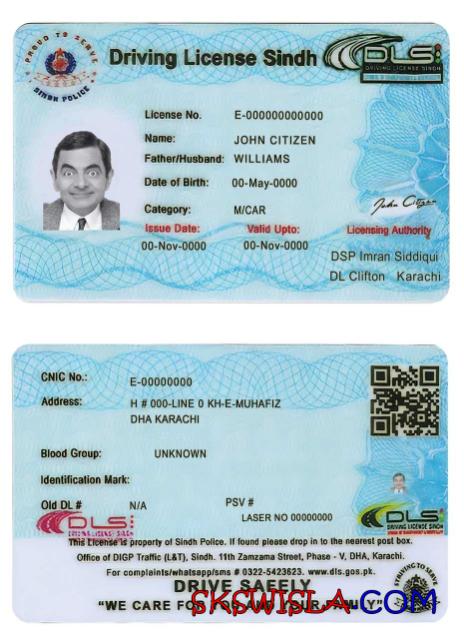 PROUD TO SERVE
SINDH POLICE
Driving License Sindh
DLS
DRIVING LICENSE SINDH
License No. E-000000000000
Name: JOHN CITIZEN
Father/Husband: WILLIAMS
Date of Birth: 00-May-0000
Category: M/CAR
John Citizen
Issue Date: Valid Upto: Licensing Authority
00-Nov-0000 00-Nov-0000
DSP Imran Siddiqui
DL Clifton Karachi
CNIC No.: E-00000000
Address: H # 000-LINE 0 KH-E-MUHAFIZ
DHA KARACHI
Blood Group: UNKNOWN
Identification Mark:
Old DL # N/A PSV #
LASER NO 00000000
DLS
DRIVING LICENSE SINDH
DLS
DRIVING LICENSE SINDH
This License is property of Sindh Police. If found please drop in to the nearest post box.
Office of DIGP Traffic (L&T), Sindh. 11th Zamzama Street, Phase - V, DHA, Karachi.
For complaints/whatsapp/sms # 0322-5423623. www.dls.gos.pk.
DRIVE SAFELY
"WE CARE FOR YOU AND YOUR FAMILY"
STRIVING TO SERVE
SKSWISLA.COM